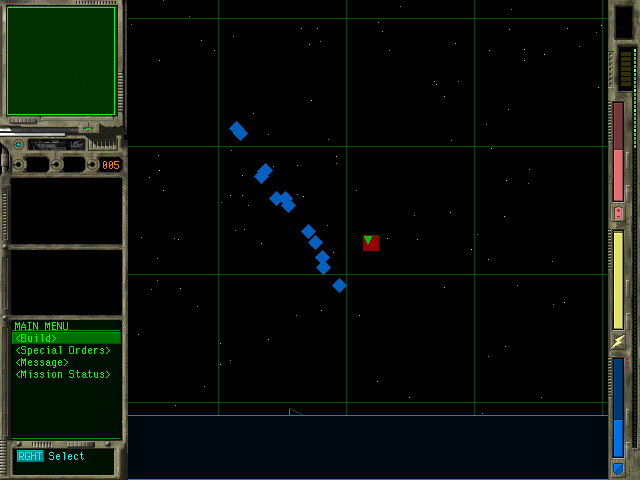 005
MAIN MENU
<Build>
<Special Orders>
<Message>
<Mission Status>
RGHT Select